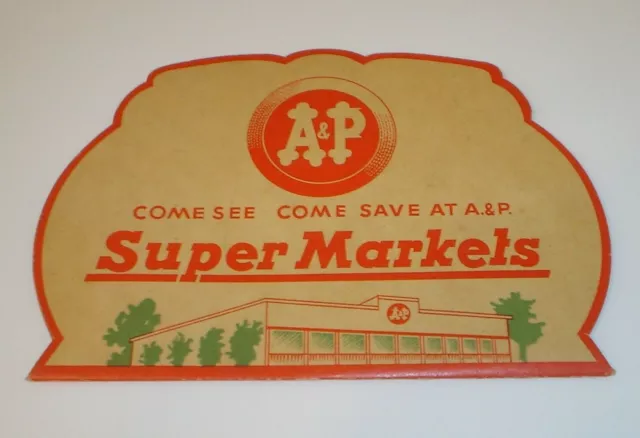 A&P
COME SEE COME SAVE AT A.&P.
Super Markets
A&P